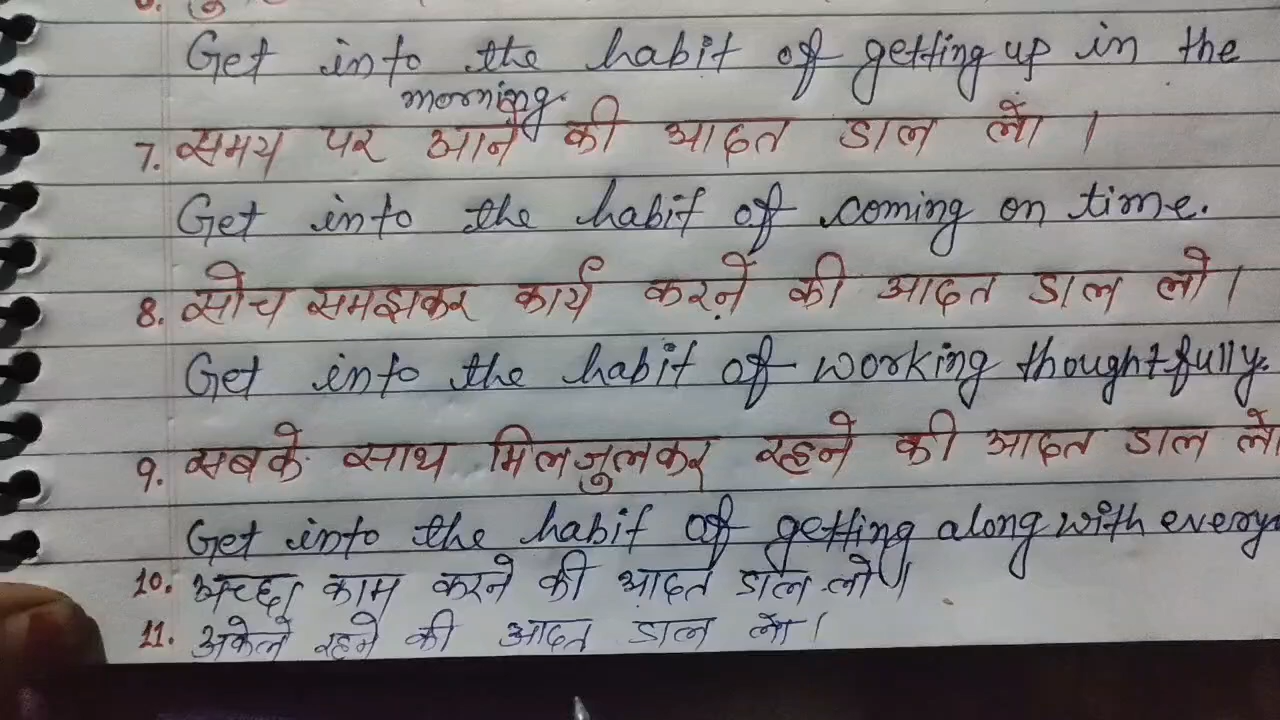 Get into the habit of getting up in the
morning.
7. समय पर आने की आदत डाल लो ।
Get into the habit of coming on time.
8. सोच समझकर कार्य करने की आदत डाल लो ।
Get into the habit of working thoughtfully.
9. सबके साथ मिलजुलकर रहने की आदत डाल लो
Get into the habit of getting along with every
10. अच्छा काम करने की आदत डाल लो ।
11. अकेले रहने की आदत डाल लो ।